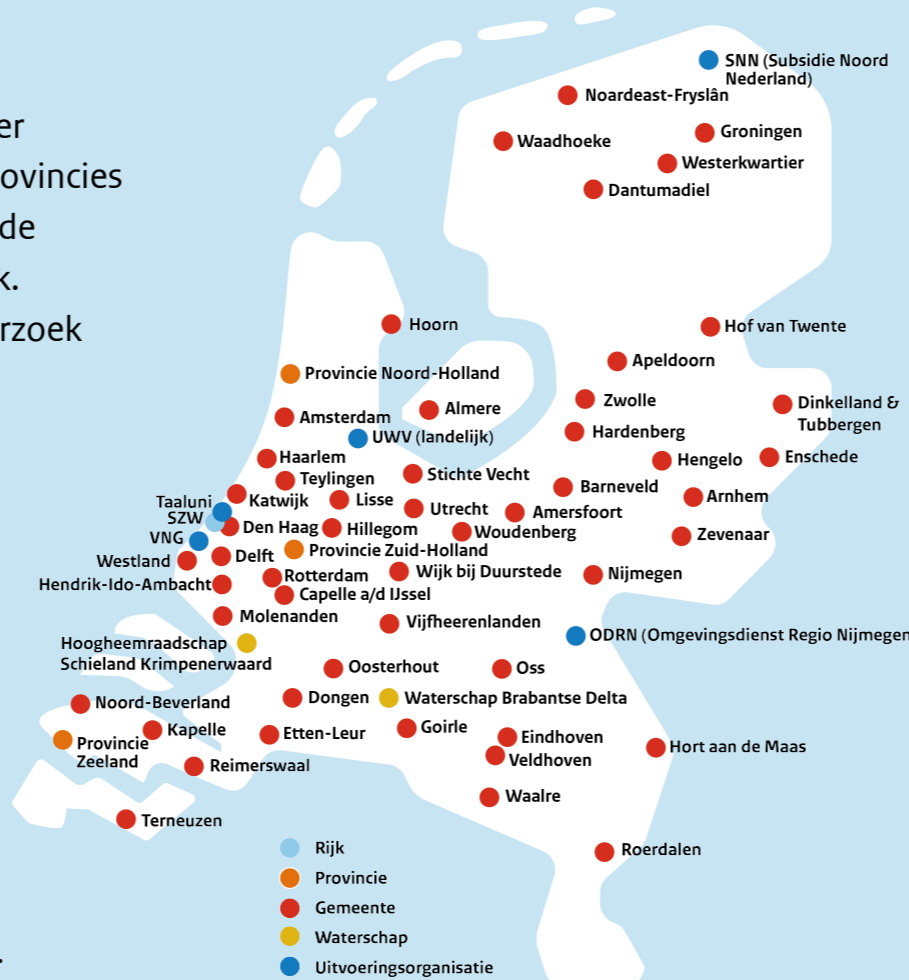 er
ovincies
de
k.
rzoek
SNN (Subsidie Noord
Nederland)
Noardeast-Fryslân
Groningen
Waadhoeke
Westerkwartier
Dantumadiel
Hoorn
Hof van Twente
Apeldoorn
Provincie Noord-Holland
Zwolle
Dinkelland &
Tubbergen
Almere
Amsterdam
Hardenberg
UWV (landelijk)
Haarlem
Enschede
Hengelo
Stichte Vecht
Teylingen
Barneveld
Arnhem
Katwijk
Lisse
Taaluni
Utrecht
Amersfoort
SZW
Den Haag
Hillegom
Woudenberg
Zevenaar
VNG
Provincie Zuid-Holland
Delft
Westland
Wijk bij Duurstede
Nijmegen
Rotterdam
Hendrik-Ido-Ambacht
Capelle a/d IJssel
Molenanden
Vijfheerenlanden
ODRN (Omgevingsdienst Regio Nijmegen
Hoogheemraadschap
Schieland Krimpenerwaard
Oosterhout
Oss
Dongen
Waterschap Brabantse Delta
Noord-Beverland
Goirle
Kapelle
Etten-Leur
Eindhoven
Provincie
Zeeland
Hort aan de Maas
Veldhoven
Reimerswaal
Waalre
Terneuzen
Roerdalen
Rijk
Provincie
Gemeente
Waterschap
Uitvoeringsorganisatie
.